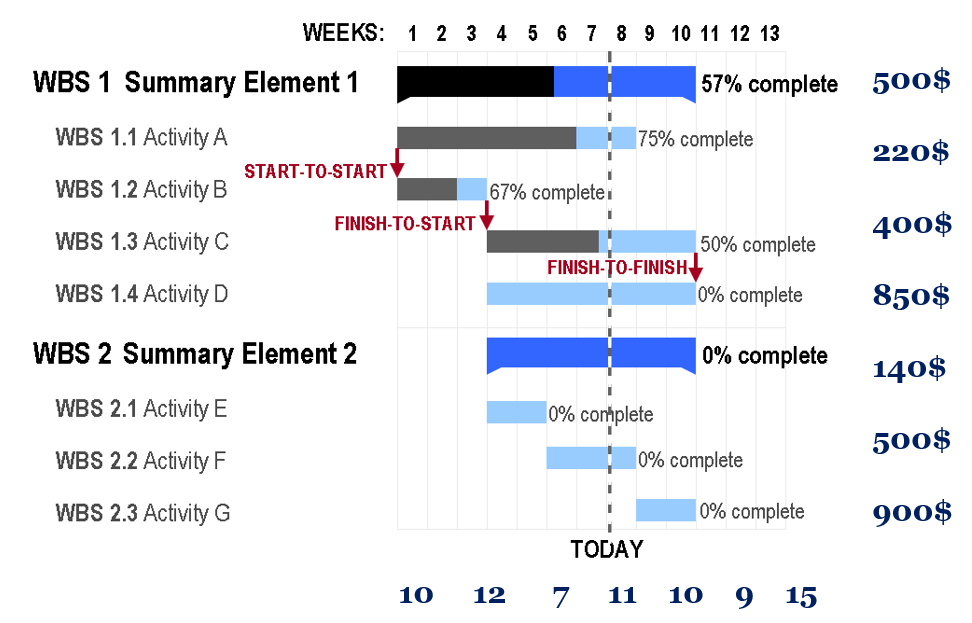 WEEKS: 1 2 3 4 5 6 7 8 9 10 11 12 13
WBS 1 Summary Element 1 57% complete 500$
WBS 1.1 Activity A 75% complete 220$
START-TO-START
WBS 1.2 Activity B 67% complete
FINISH-TO-START 400$
WBS 1.3 Activity C 50% complete
FINISH-TO-FINISH
WBS 1.4 Activity D 0% complete 850$
WBS 2 Summary Element 2 0% complete 140$
WBS 2.1 Activity E 0% complete
500$
WBS 2.2 Activity F 0% complete
WBS 2.3 Activity G 0% complete 900$
TODAY
10 12 7 11 10 9 15